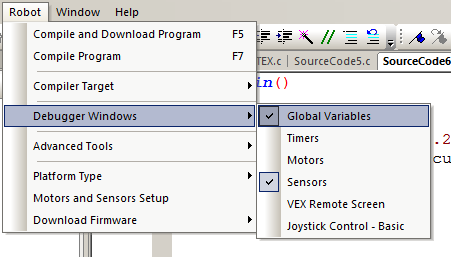 Robot Window Help
Compile and Download Program F5
Compile Program F7
TEX.c SourceCode5.c SourceCode6
Compiler Target
in()
Debugger Windows
Global Variables
Timers
.2
Advanced Tools
Motors
cu
Platform Type
Sensors
Motors and Sensors Setup
VEX Remote Screen
Download Firmware
Joystick Control - Basic